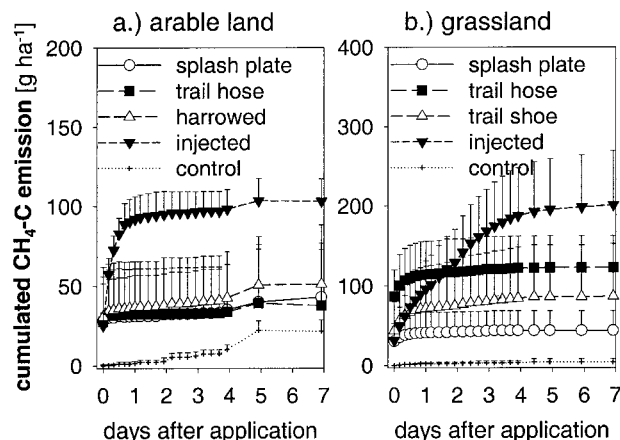 a.) arable land
b.) grassland
cumulated CH₄-C emission [g ha⁻¹]
200
150
100
50
0
splash plate
trail hose
harrowed
injected
control
0 1 2 3 4 5 6 7
days after application
400
300
200
100
0
splash plate
trail hose
trail shoe
injected
control
0 1 2 3 4 5 6 7
days after application